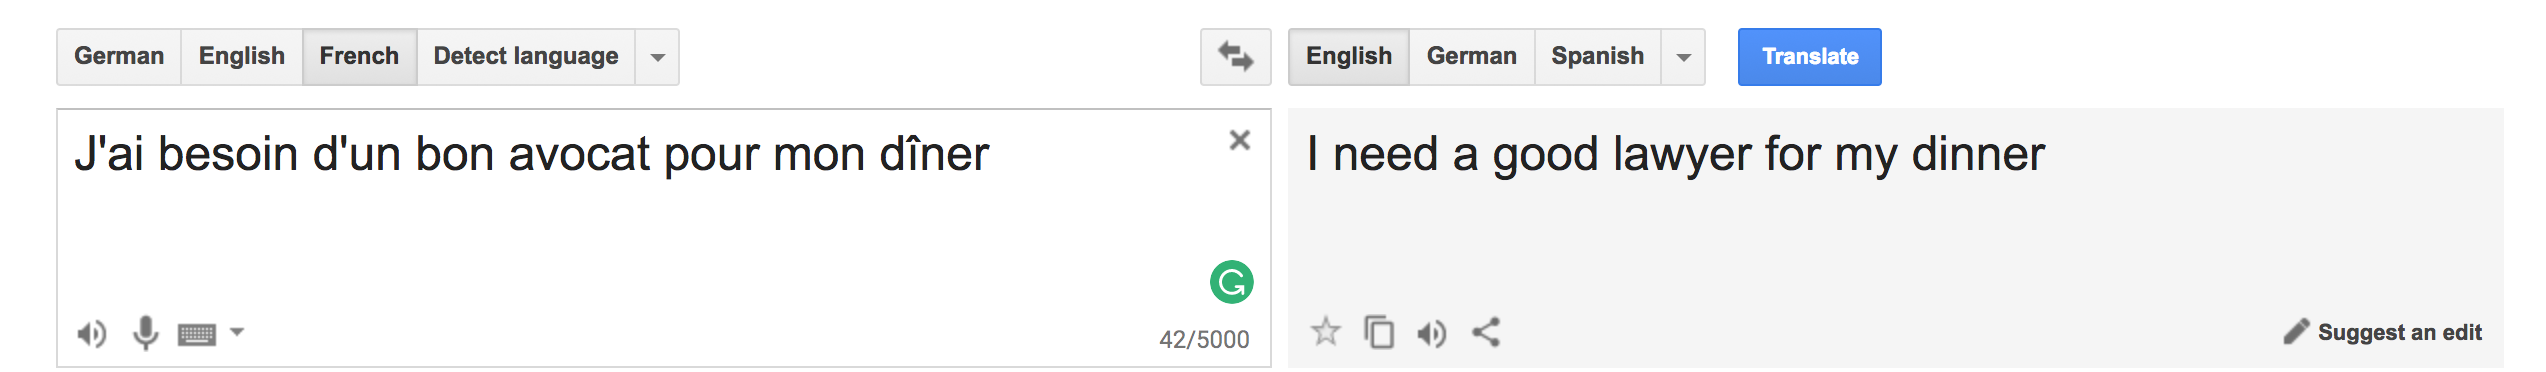 German English French Detect language English German Spanish Translate
J'ai besoin d'un bon avocat pour mon dîner
I need a good lawyer for my dinner
42/5000
Suggest an edit